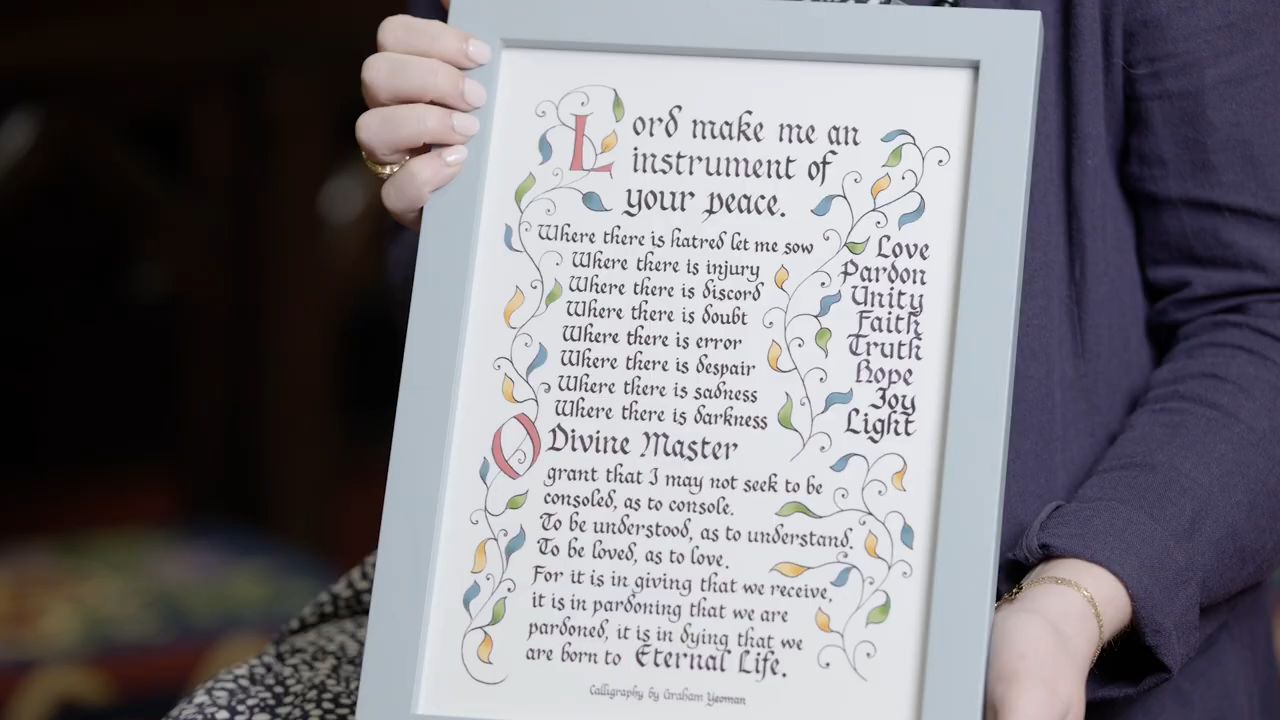 Lord make me an
instrument of
your peace.
Where there is hatred let me sow Love
Where there is injury Pardon
Where there is discord Unity
Where there is doubt Faith
Where there is error Truth
Where there is despair Hope
Where there is sadness Joy
Where there is darkness Light
O Divine Master
grant that I may not seek to be
consoled, as to console.
To be understood, as to understand.
To be loved, as to love.
For it is in giving that we receive,
it is in pardoning that we are
pardoned, it is in dying that we
are born to Eternal Life.
Calligraphy by Graham Yeoman